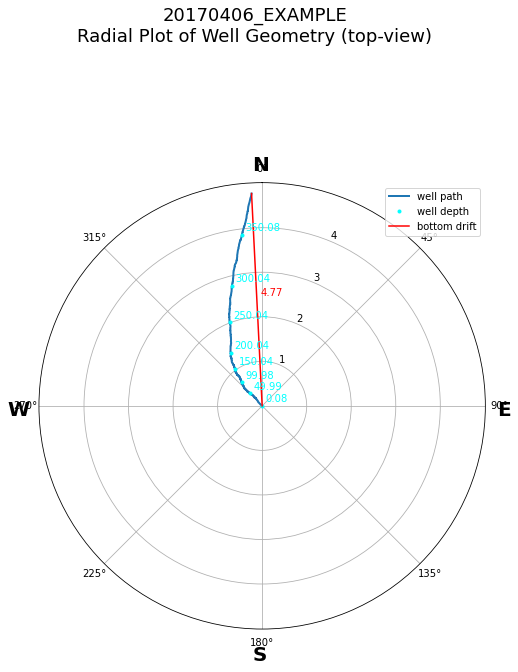 20170406_EXAMPLE
Radial Plot of Well Geometry (top-view)
N
0°
well path
well depth
bottom drift
315°
45°
350.08
4
300.04
3
4.77
250.04
2
200.04
1
150.04
99.98
49.99
0.08
W
270°
90°
E
225°
135°
180°
S